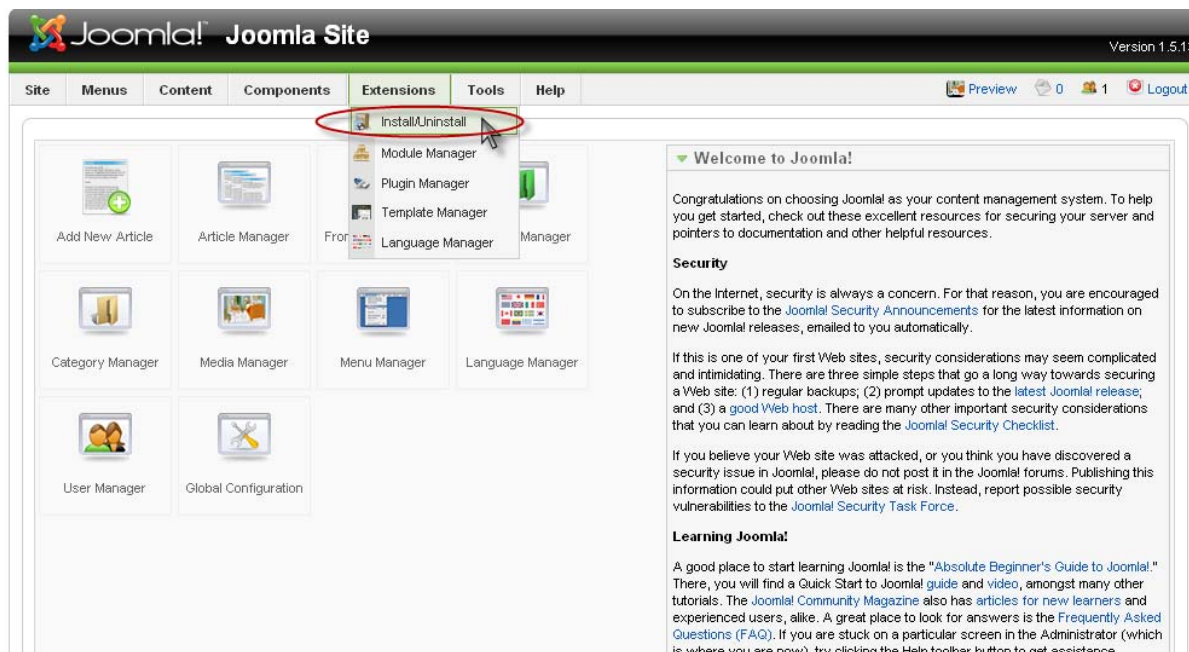 Joomla! Joomla Site
Version 1.5.1
Site Menus Content Components Extensions Tools Help Preview 0 1 Logout
Install/Uninstall
Module Manager
Plugin Manager
Template Manager
Language Manager
Add New Article Article Manager Fron Manager
Category Manager Media Manager Menu Manager Language Manager
User Manager Global Configuration
Welcome to Joomla!
Congratulations on choosing Joomla! as your content management system. To help
you get started, check out these excellent resources for securing your server and
pointers to documentation and other helpful resources.
Security
On the Internet, security is always a concern. For that reason, you are encouraged
to subscribe to the Joomla! Security Announcements for the latest information on
new Joomla! releases, emailed to you automatically.
If this is one of your first Web sites, security considerations may seem complicated
and intimidating. There are three simple steps that go a long way towards securing
a Web site: (1) regular backups; (2) prompt updates to the latest Joomla! release;
and (3) a good Web host. There are many other important security considerations
that you can learn about by reading the Joomla! Security Checklist.
If you believe your Web site was attacked, or you think you have discovered a
security issue in Joomla!, please do not post it in the Joomla! forums. Publishing this
information could put other Web sites at risk. Instead, report possible security
vulnerabilities to the Joomla! Security Task Force.
Learning Joomla!
A good place to start learning Joomla! is the "Absolute Beginner's Guide to Joomla!."
There, you will find a Quick Start to Joomla! guide and video, amongst many other
tutorials. The Joomla! Community Magazine also has articles for new learners and
experienced users, alike. A great place to look for answers is the Frequently Asked
Questions (FAQ). If you are stuck on a particular screen in the Administrator (which
is where you are now), try clicking the Help toolbar button to get assistance